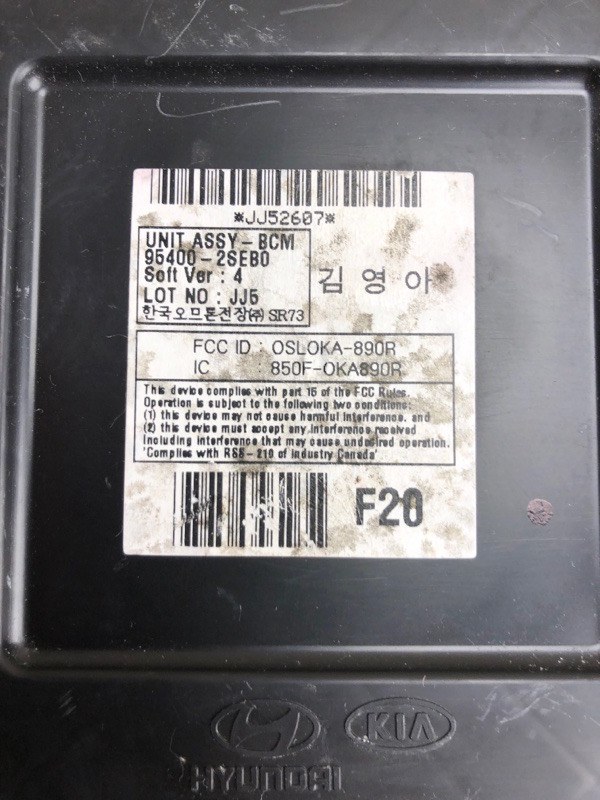 *JJ52607*
UNIT ASSY-BCM
95400-2SEB0
Soft Ver : 4
LOT NO : JJ5
한국오므론전장(주) SR73
김영아
FCC ID : OSLOKA-890R
IC : 850F-OKA890R
This device complies with part 15 of the FCC Rules.
Operation is subject to the following two conditions:
(1) this device may not cause harmful interference, and
(2) this device must accept any interference received
including interference that may cause undesired operation.
'Complies with RSS-210 of Industry Canada'
F20
KIA
HYUNDAI